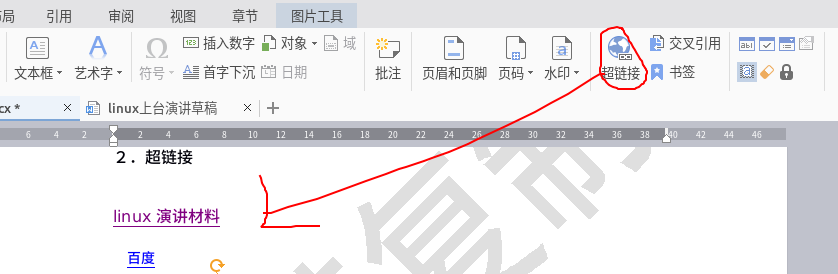 布局 引用 审阅 视图 章节 图片工具
插入数字 对象 域 交叉引用
文本框 艺术字 符号 首字下沉 日期 批注 页眉和页脚 页码 水印 超链接 书签
cx * linux上台演讲草稿
6 4 2 2 4 6 8 10 12 14 16 18 20 22 24 26 28 30 32 34 36 38 40 42 44 46
2．超链接
linux 演讲材料
百度
复制